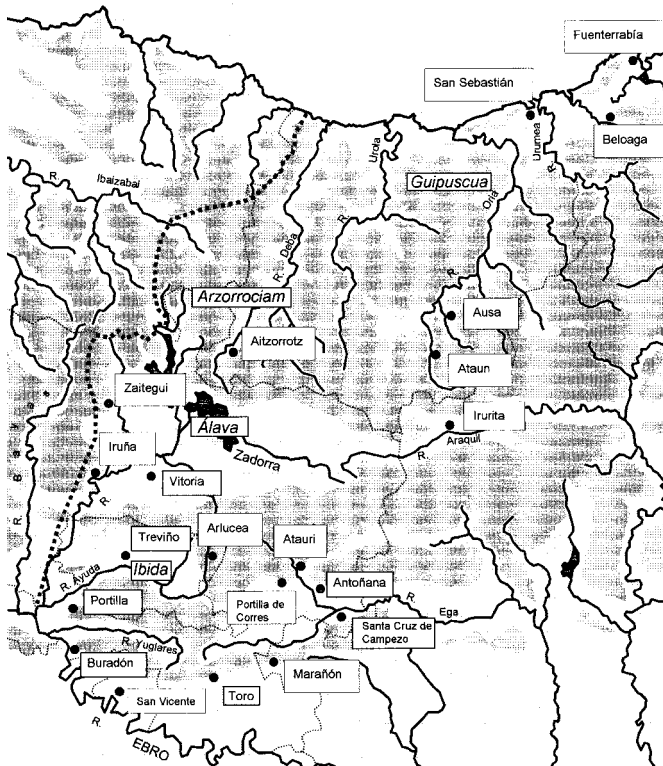 Fuenterrabía
San Sebastián
Beloaga
Urumea
R.
Urola
Guipuscua
Oria
R. Ibaizabal
R. Deba
R.
R.
Arzorrociam
Ausa
Aitzorrotz
Ataun
Zaitegui
Irurita
Álava
Araquil
R.
Zadorra
Iruña
Vitoria
R.
Treviño
Arlucea
Atauri
Ibida
R. Ayuda
Antoñana
Portilla
Portilla de
Corres
R.
Ega
Santa Cruz de
Campezo
R. Yuglares
Buradón
Marañón
San Vicente
Toro
R.
EBRO